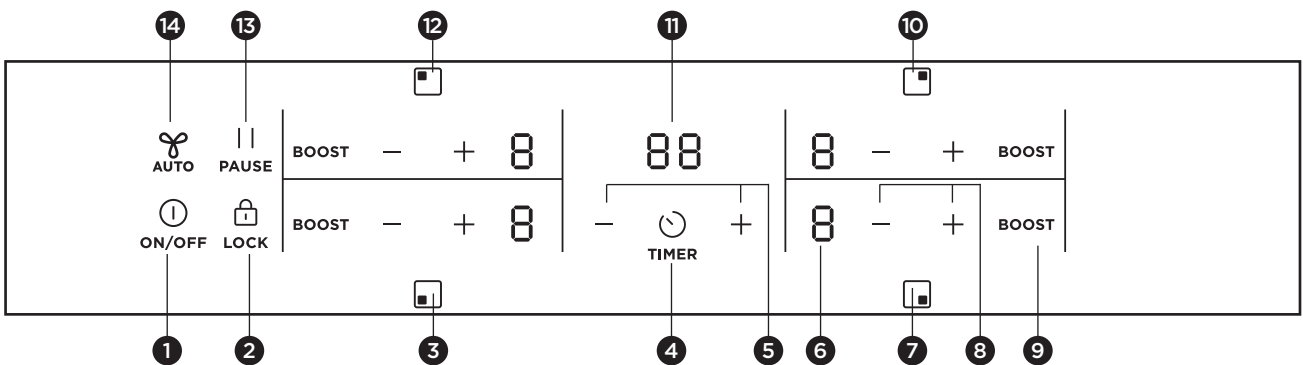 14 13 12 11 10
BOOST − + 8 88 8 − + BOOST
AUTO PAUSE
BOOST − + 8 − + 8 − + BOOST
ON/OFF LOCK TIMER
1 2 3 4 5 6 7 8 9